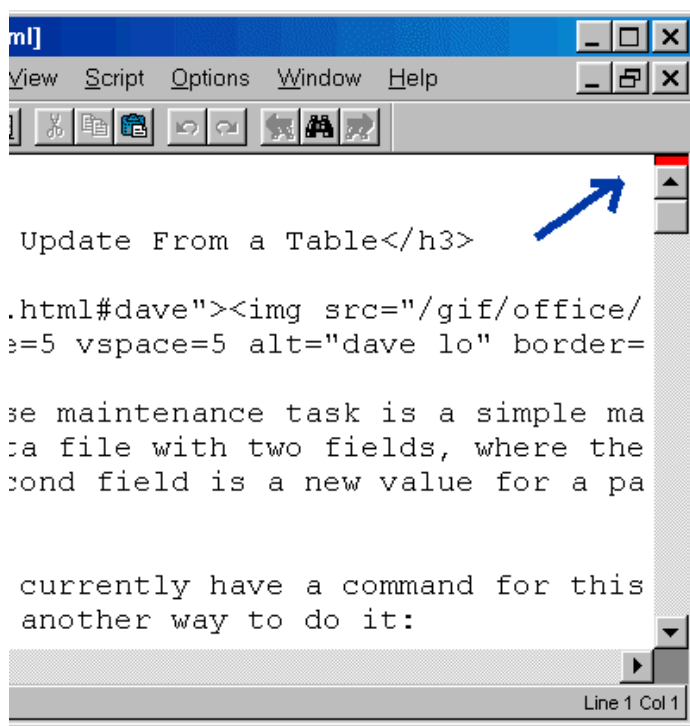 ml]
View Script Options Window Help
Update From a Table</h3>
.html#dave"><img src="/gif/office/
=5 vspace=5 alt="dave lo" border=
se maintenance task is a simple ma
ta file with two fields, where the
cond field is a new value for a pa
currently have a command for this
another way to do it:
Line 1 Col 1